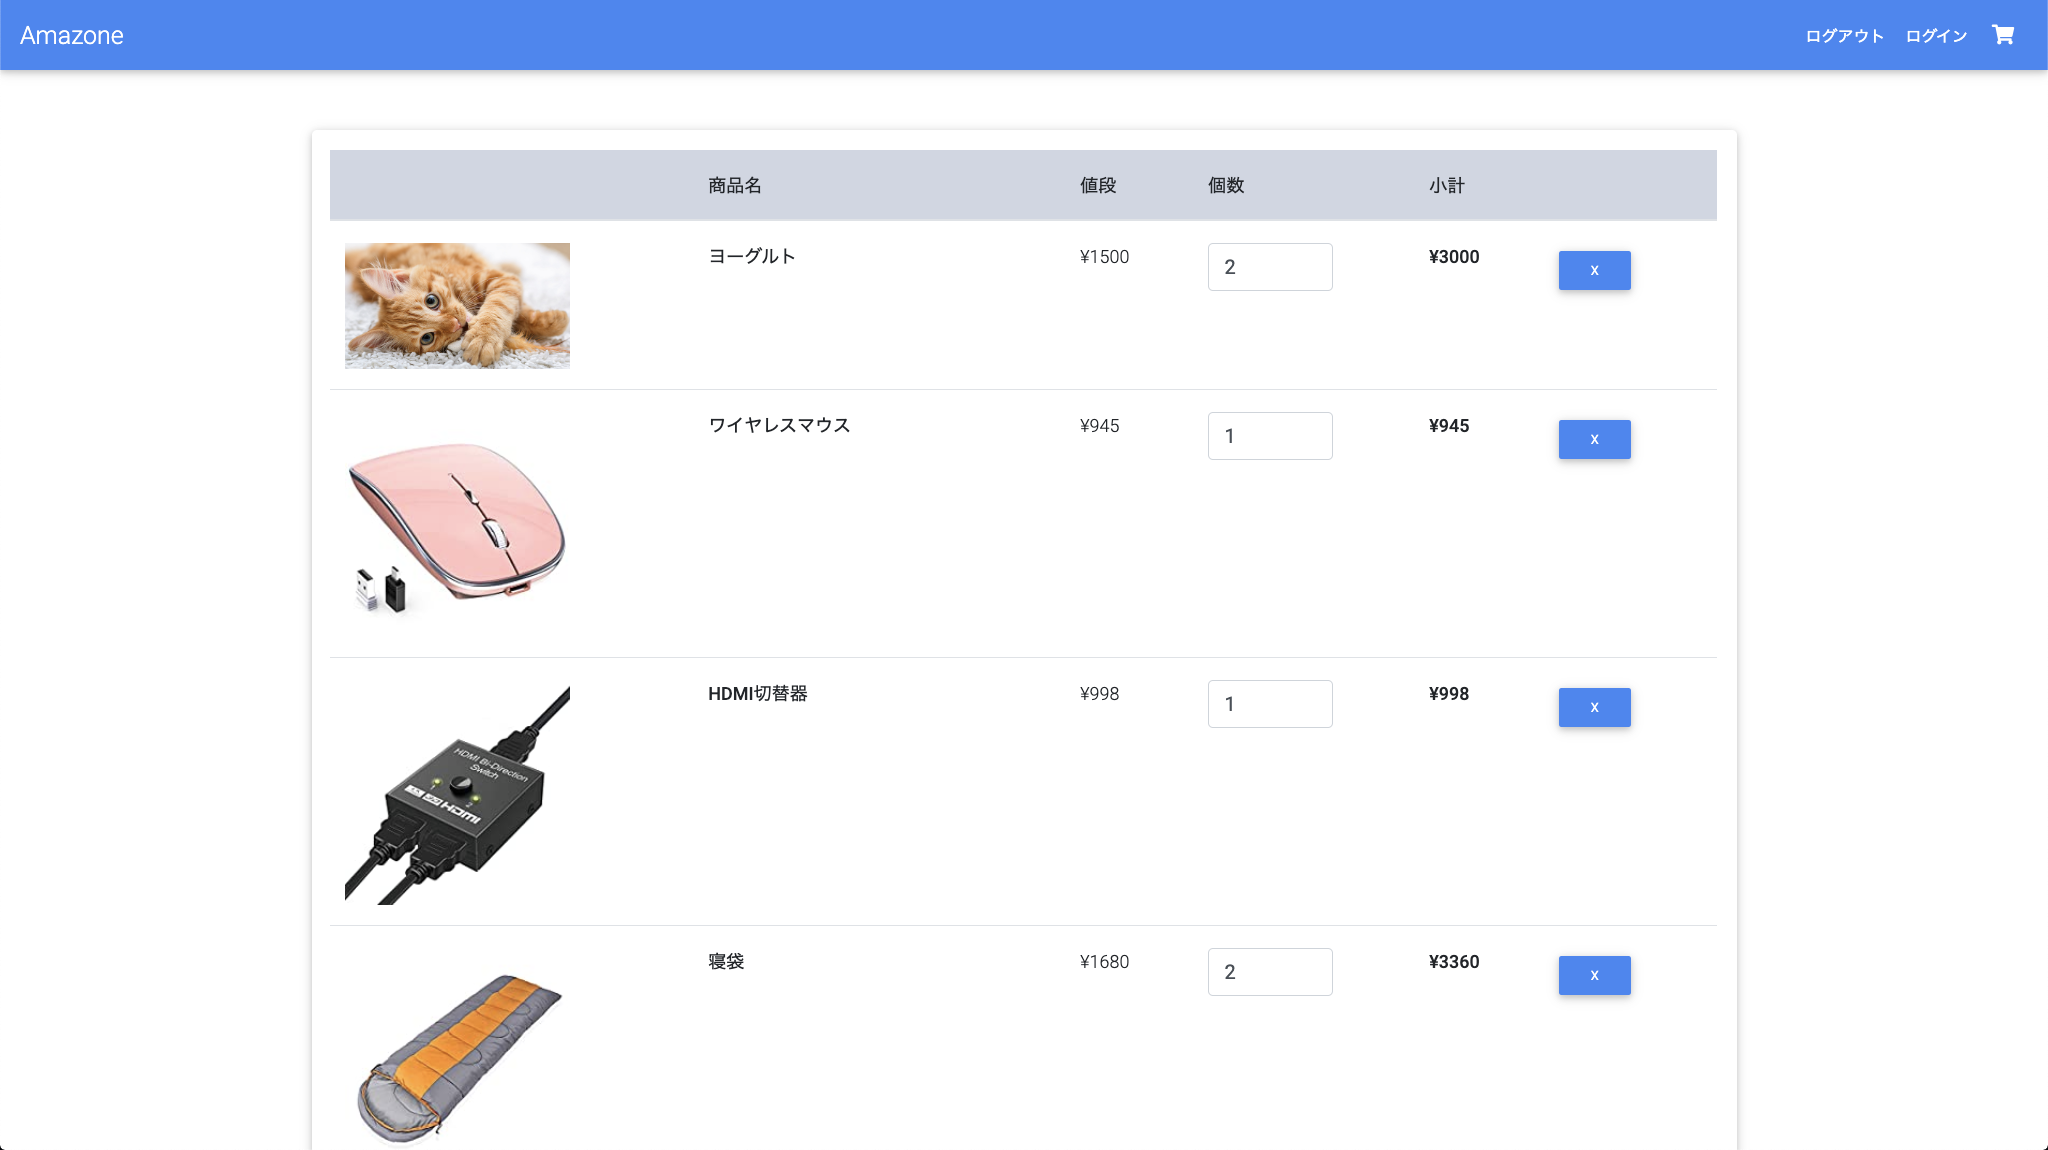 Amazone
ログアウト ログイン
商品名 値段 個数 小計
ヨーグルト ¥1500 2 ¥3000 x
ワイヤレスマウス ¥945 1 ¥945 x
HDMI切替器 ¥998 1 ¥998 x
HDMI Bi-Direction
Switch
1 2
HDMI
寝袋 ¥1680 2 ¥3360 x